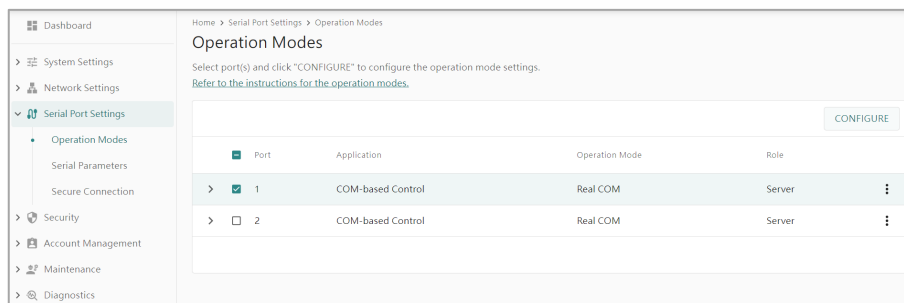 Dashboard
System Settings
Network Settings
Serial Port Settings
Operation Modes
Serial Parameters
Secure Connection
Security
Account Management
Maintenance
Diagnostics
Home > Serial Port Settings > Operation Modes
Operation Modes
Select port(s) and click "CONFIGURE" to configure the operation mode settings.
Refer to the instructions for the operation modes.
CONFIGURE
Port Application Operation Mode Role
1 COM-based Control Real COM Server
2 COM-based Control Real COM Server